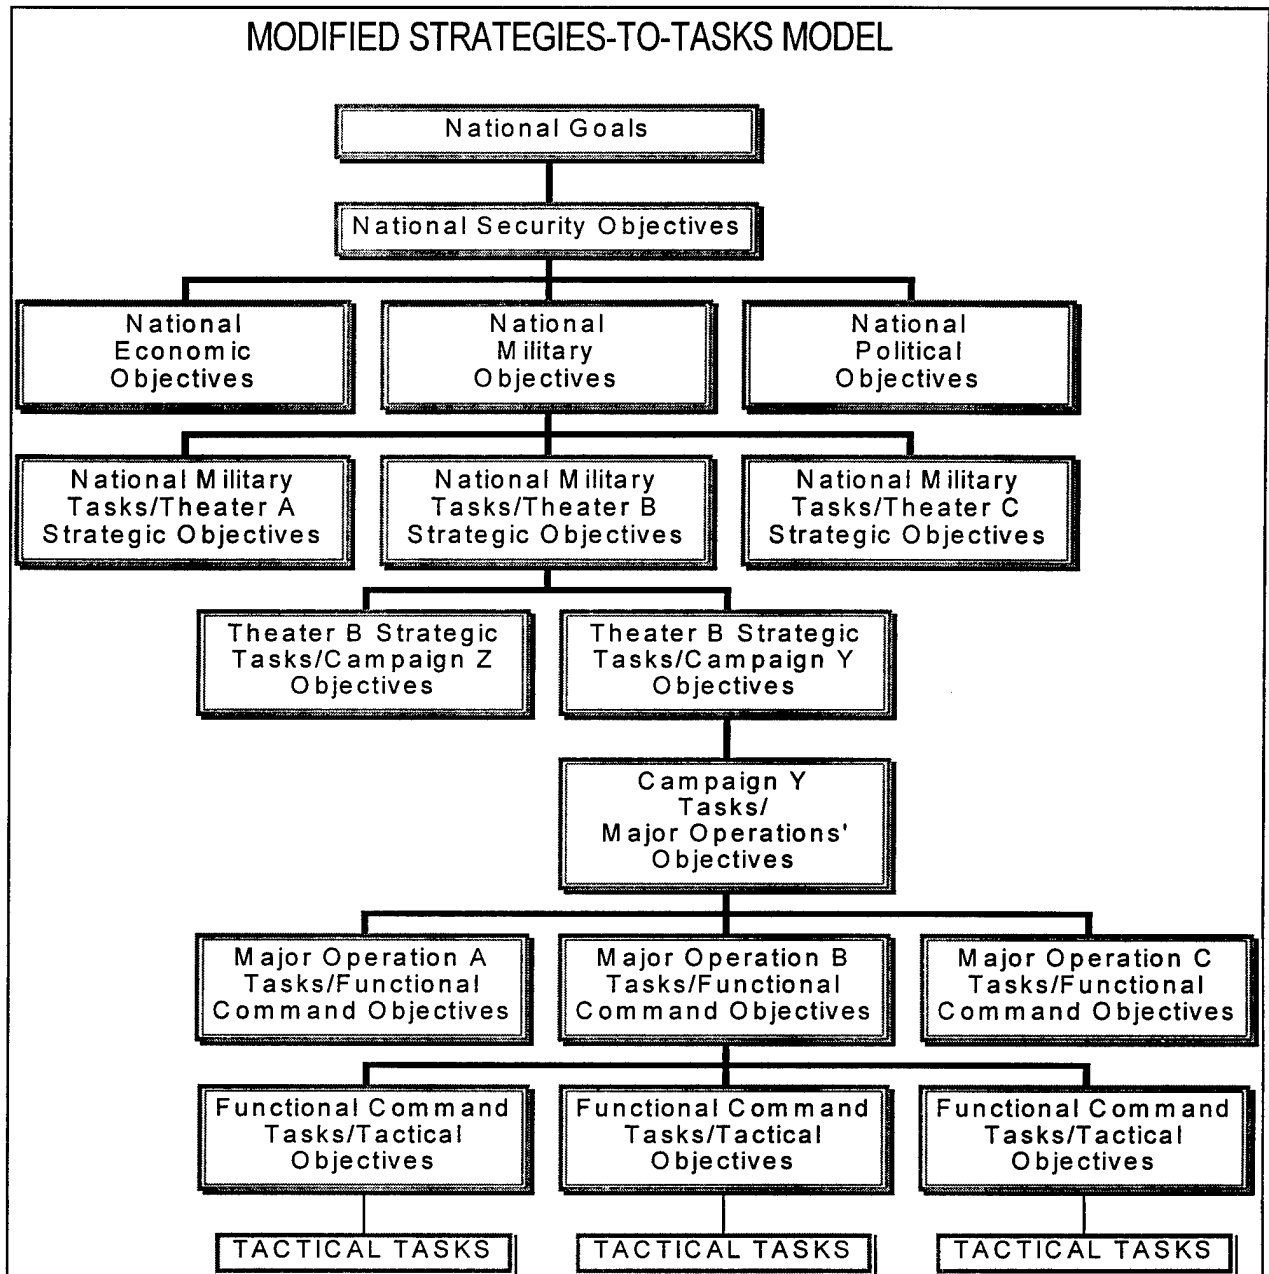 MODIFIED STRATEGIES-TO-TASKS MODEL
National Goals
National Security Objectives
National
Economic
Objectives
National
Military
Objectives
National
Political
Objectives
National Military
Tasks/Theater A
Strategic Objectives
National Military
Tasks/Theater B
Strategic Objectives
National Military
Tasks/Theater C
Strategic Objectives
Theater B Strategic
Tasks/Campaign Z
Objectives
Theater B Strategic
Tasks/Campaign Y
Objectives
Campaign Y
Tasks/
Major Operations'
Objectives
Major Operation A
Tasks/Functional
Command Objectives
Major Operation B
Tasks/Functional
Command Objectives
Major Operation C
Tasks/Functional
Command Objectives
Functional Command
Tasks/Tactical
Objectives
Functional Command
Tasks/Tactical
Objectives
Functional Command
Tasks/Tactical
Objectives
TACTICAL TASKS
TACTICAL TASKS
TACTICAL TASKS